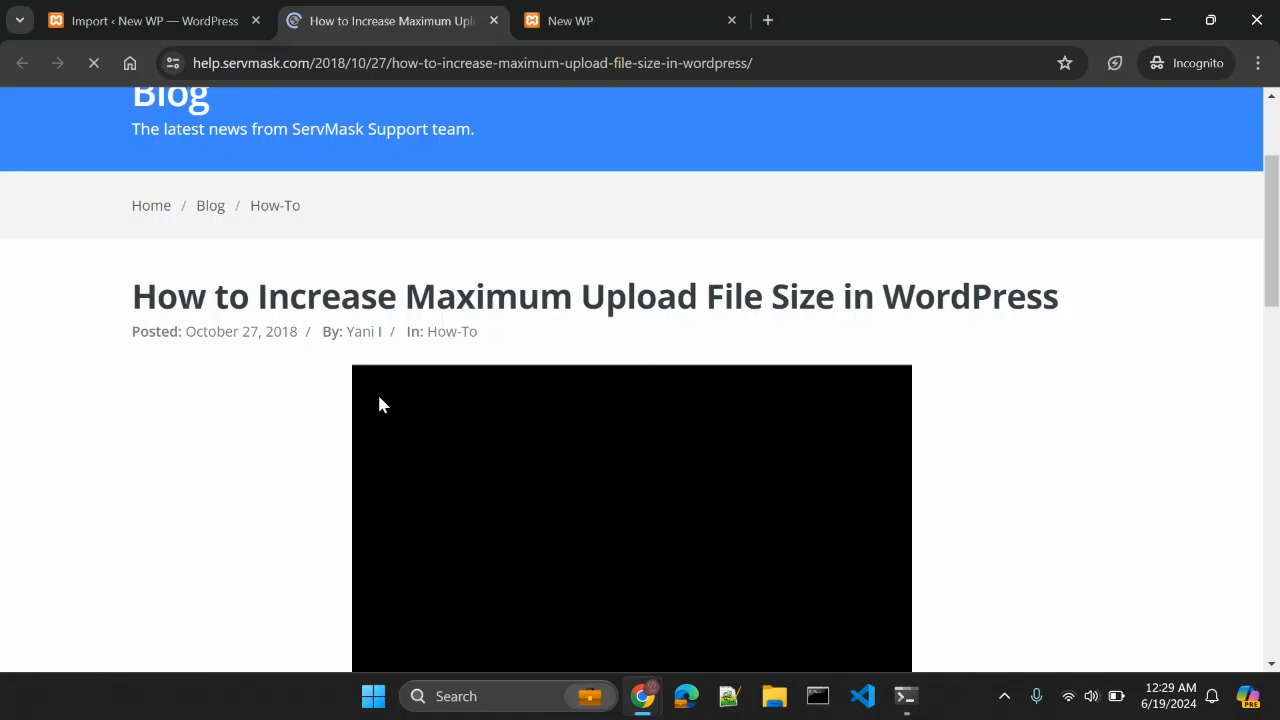 Import ‹ New WP — WordPress
How to Increase Maximum Upl
New WP
help.servmask.com/2018/10/27/how-to-increase-maximum-upload-file-size-in-wordpress/
Incognito
Blog
The latest news from ServMask Support team.
Home / Blog / How-To
How to Increase Maximum Upload File Size in WordPress
Posted: October 27, 2018 / By: Yani I / In: How-To
Search
12:29 AM
6/19/2024
PRE